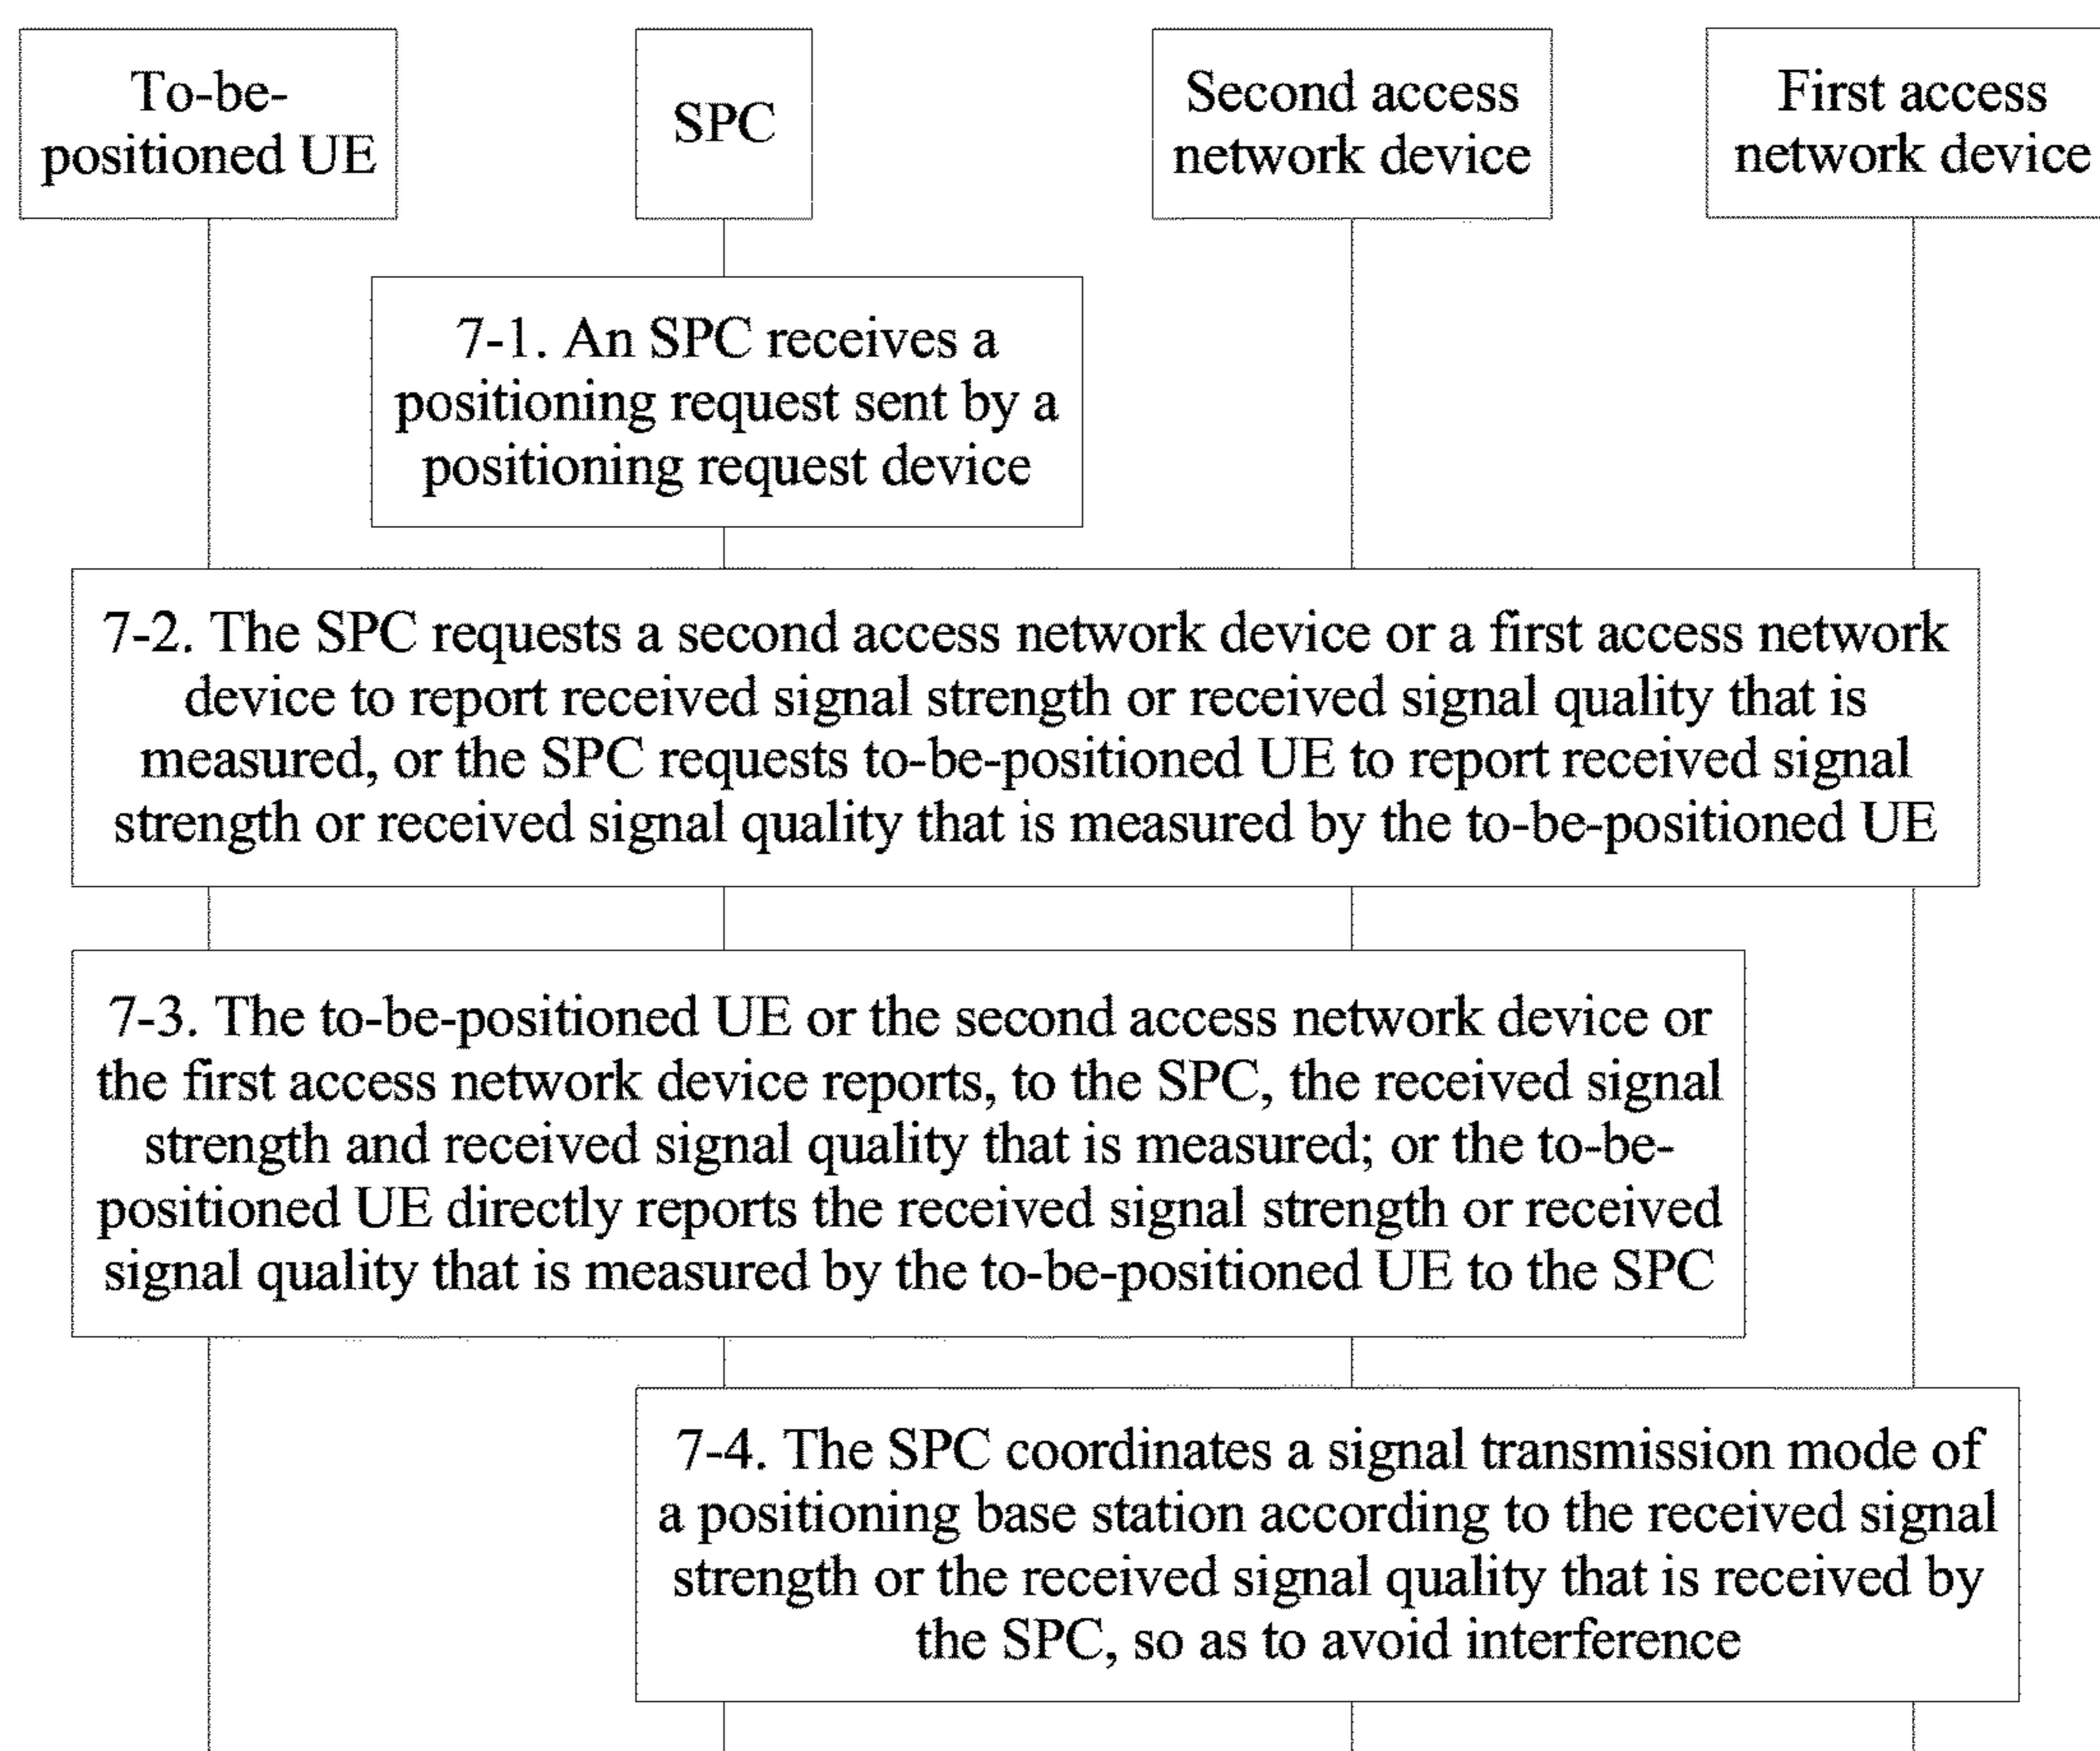 To-be-
positioned UE
SPC
Second access
network device
First access
network device
7-1. An SPC receives a
positioning request sent by a
positioning request device
7-2. The SPC requests a second access network device or a first access network
device to report received signal strength or received signal quality that is
measured, or the SPC requests to-be-positioned UE to report received signal
strength or received signal quality that is measured by the to-be-positioned UE
7-3. The to-be-positioned UE or the second access network device or
the first access network device reports, to the SPC, the received signal
strength and received signal quality that is measured; or the to-be-
positioned UE directly reports the received signal strength or received
signal quality that is measured by the to-be-positioned UE to the SPC
7-4. The SPC coordinates a signal transmission mode of
a positioning base station according to the received signal
strength or the received signal quality that is received by
the SPC, so as to avoid interference